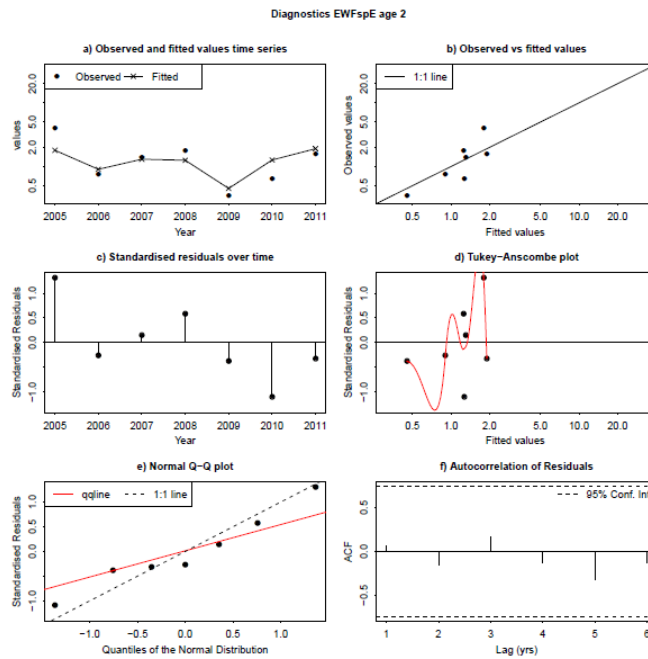 Diagnostics EWFspE age 2
a) Observed and fitted values time series
b) Observed vs fitted values
Observed Fitted
1:1 line
values
0.5 2.0 5.0 20.0
2005 2006 2007 2008 2009 2010 2011
Year
Observed values
0.5 2.0 5.0 20.0
0.5 1.0 2.0 5.0 10.0 20.0
Fitted values
c) Standardised residuals over time
d) Tukey-Anscombe plot
Standardised Residuals
-1.0 0.0 0.5 1.0
2005 2006 2007 2008 2009 2010 2011
Year
Standardised Residuals
-1.0 0.0 0.5 1.0
0.5 1.0 2.0 5.0 10.0 20.0
Fitted values
e) Normal Q-Q plot
f) Autocorrelation of Residuals
qqline 1:1 line
95% Conf. Int
Standardised Residuals
-1.0 0.0 0.5 1.0
-1.0 -0.5 0.0 0.5 1.0
Quantiles of the Normal Distribution
ACF
-0.5 0.0 0.5
1 2 3 4 5 6
Lag (yrs)